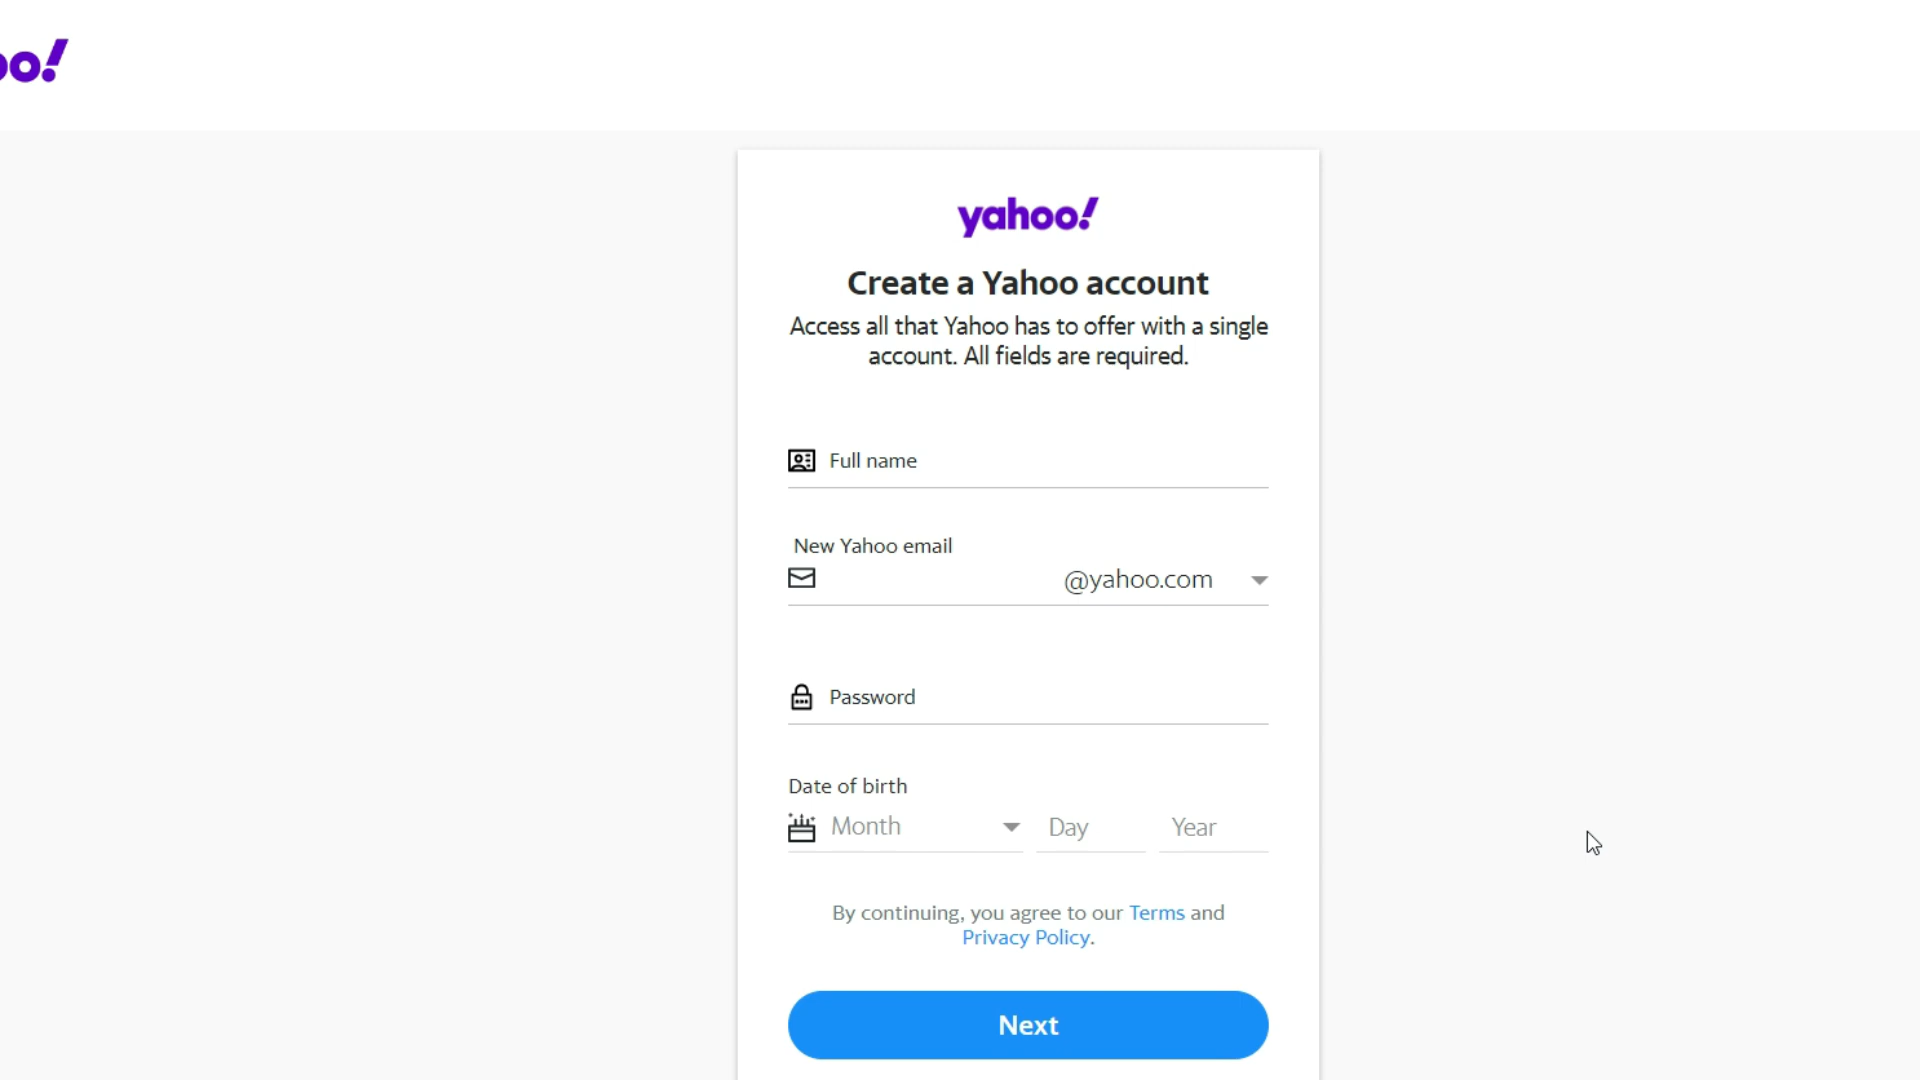 oo!
yahoo!
Create a Yahoo account
Access all that Yahoo has to offer with a single
account. All fields are required.
Full name
New Yahoo email
@yahoo.com
Password
Date of birth
Month Day Year
By continuing, you agree to our Terms and
Privacy Policy.
Next